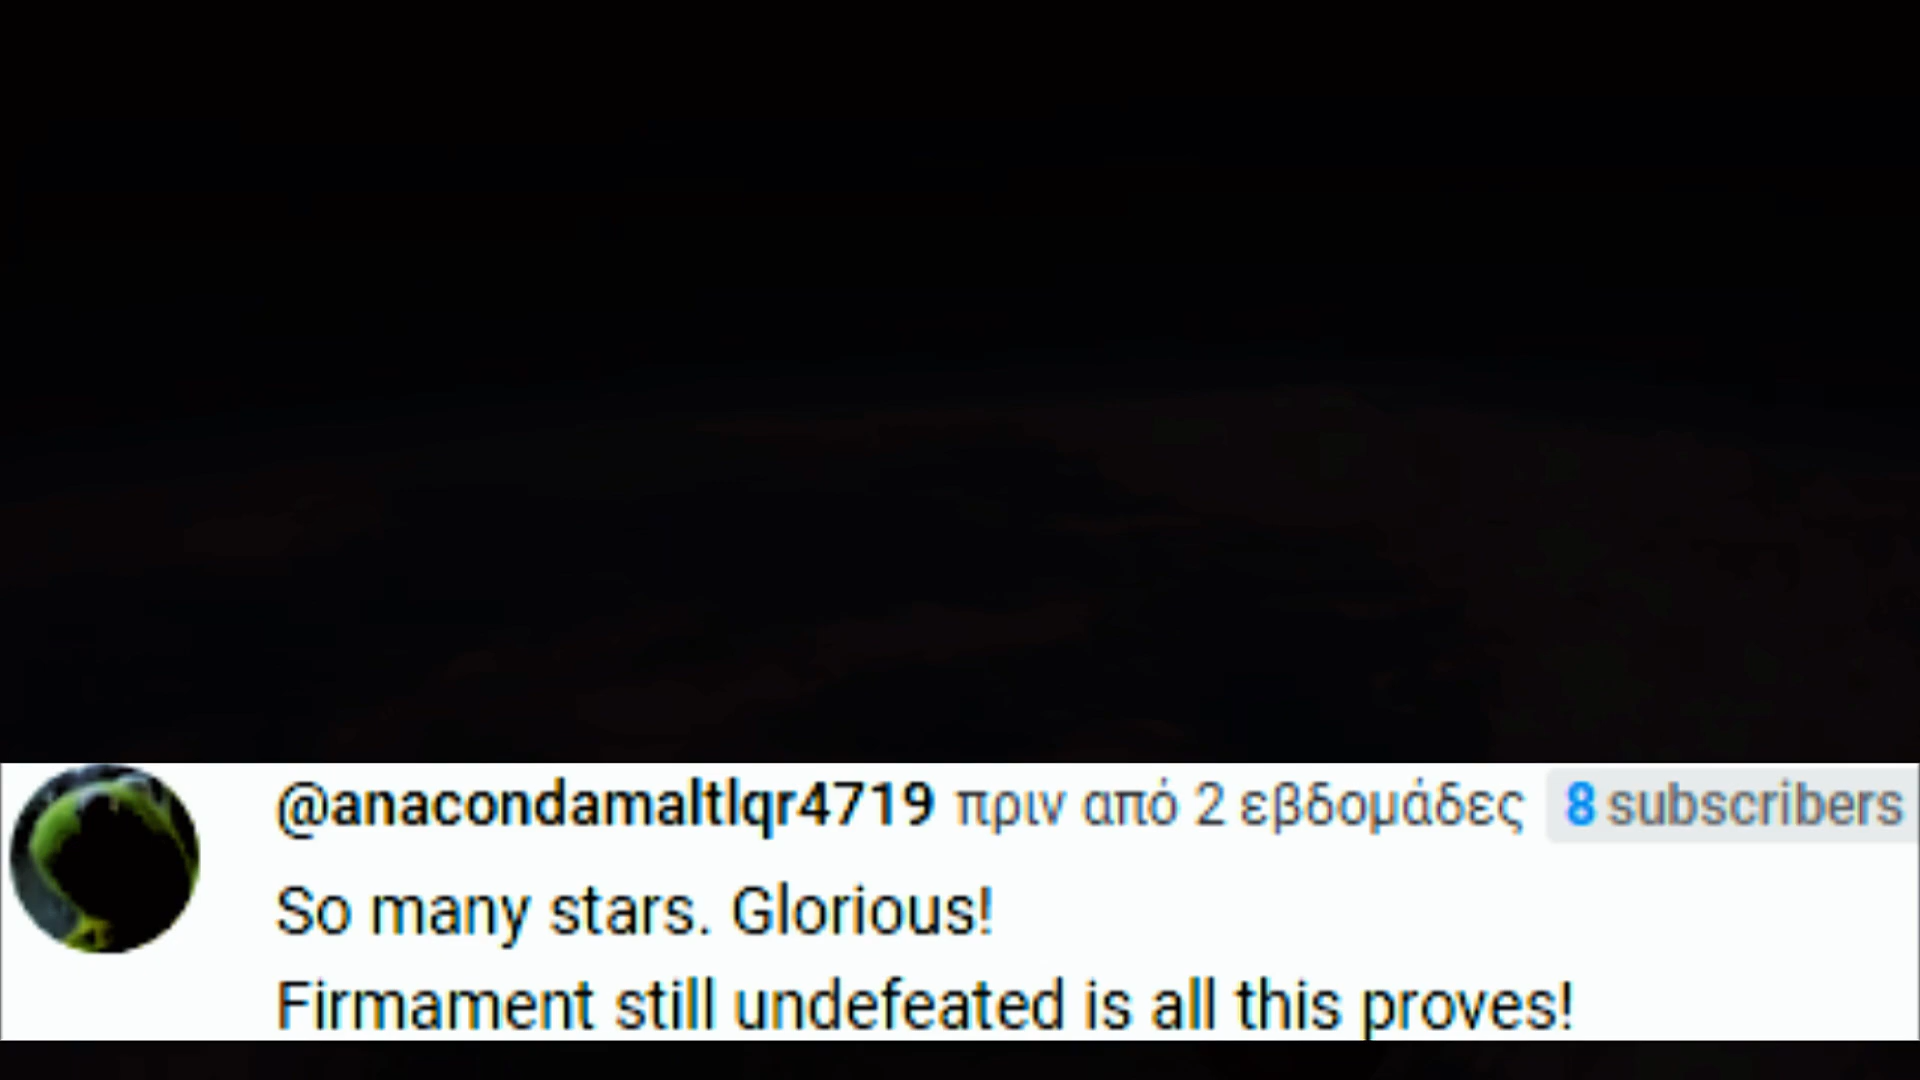 @anacondamaltlqr4719 πριν από 2 εβδομάδες 8 subscribers
So many stars. Glorious!
Firmament still undefeated is all this proves!